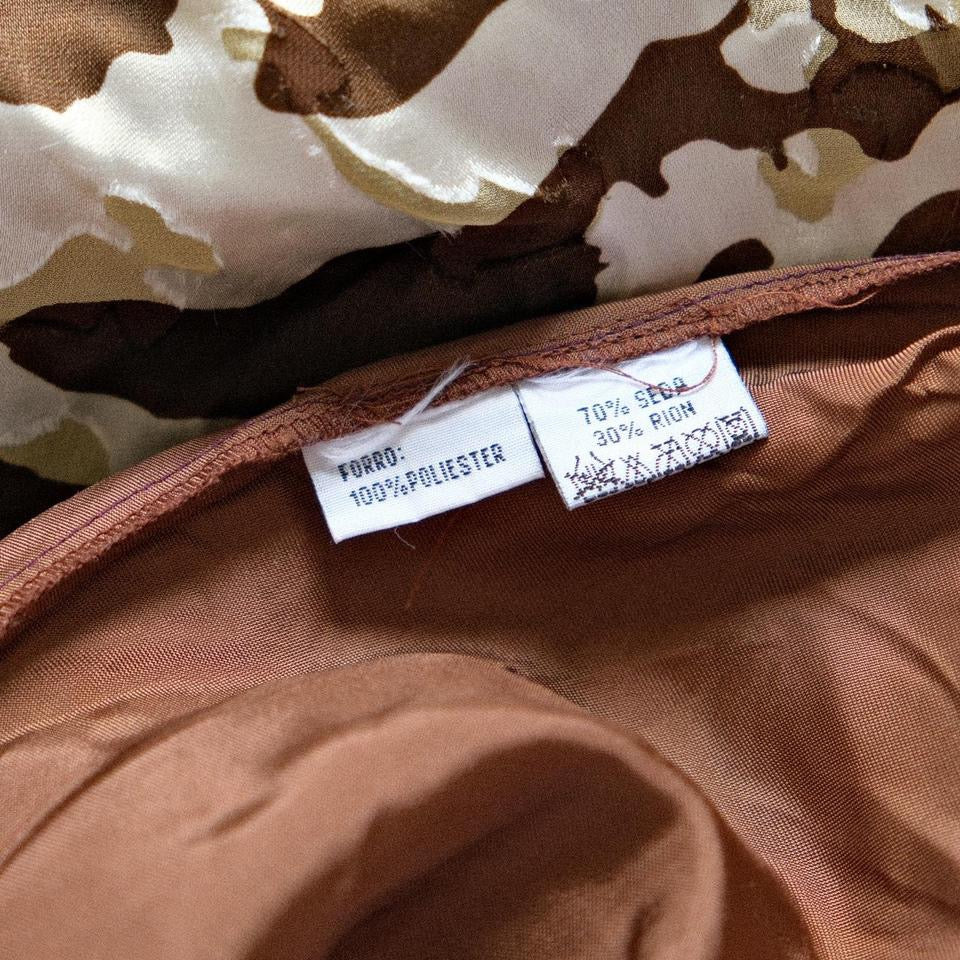 FORRO:
100%POLIESTER
70% SEDA
30% RION